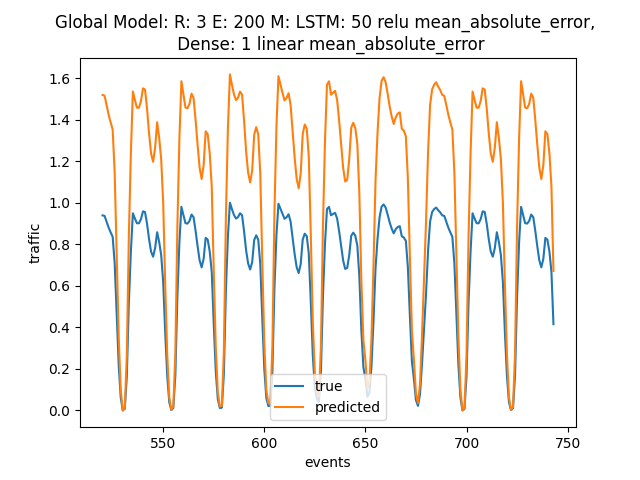 Global Model: R: 3 E: 200 M: LSTM: 50 relu mean_absolute_error,
Dense: 1 linear mean_absolute_error
1.6
1.4
1.2
1.0
0.8
0.6
0.4
0.2
0.0
traffic
true
predicted
550
600
650
700
750
events